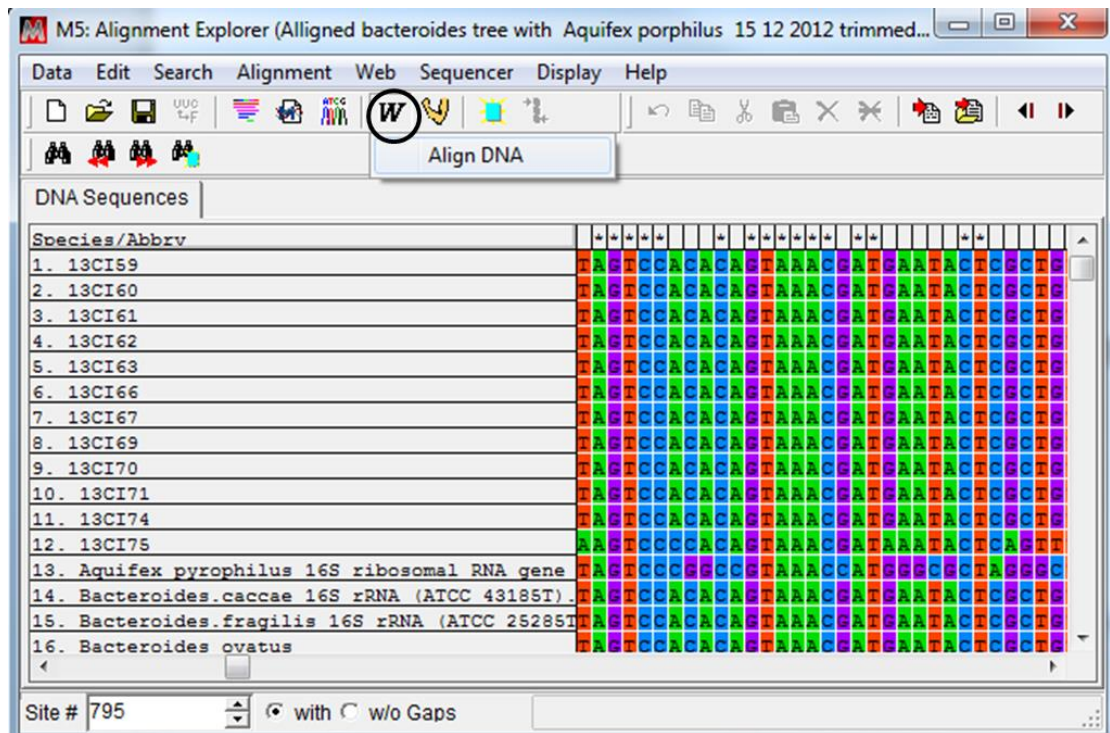 M5: Alignment Explorer (Alligned bacteroides tree with Aquifex porphilus 15 12 2012 trimmed...
Data Edit Search Alignment Web Sequencer Display Help
W
Align DNA
DNA Sequences
Species/Abbrv
1. 13CI59 TAGTCCACACAGTAAACGATGAATACTCGCTG
2. 13CI60 TAGTCCACACAGTAAACGATGAATACTCGCTG
3. 13CI61 TAGTCCACACAGTAAACGATGAATACTCGCTG
4. 13CI62 TAGTCCACACAGTAAACGATGAATACTCGCTG
5. 13CI63 TAGTCCACACAGTAAACGATGAATACTCGCTG
6. 13CI66 TAGTCCACACAGTAAACGATGAATACTCGCTG
7. 13CI67 TAGTCCACACAGTAAACGATGAATACTCGCTG
8. 13CI69 TAGTCCACACAGTAAACGATGAATACTCGCTG
9. 13CI70 TAGTCCACACAGTAAACGATGAATACTCGCTG
10. 13CI71 TAGTCCACACAGTAAACGATGAATACTCGCTG
11. 13CI74 TAGTCCACACAGTAAACGATGAATACTCGCTG
12. 13CI75 AAGTCCCCACAGTAAACGATAAATACTCAGTT
13. Aquifex pyrophilus 16S ribosomal RNA gene TAGTCCCGGCCGTAAACCATGGGCGCTAGGGC
14. Bacteroides.caccae 16S rRNA (ATCC 43185T). TAGTCCACACAGTAAACGATGAATACTCGCTG
15. Bacteroides.fragilis 16S rRNA (ATCC 25285T TAGTCCACACAGTAAACGATGAATACTCGCTG
16. Bacteroides ovatus TAGTCCACACAGTAAACGATGAATACTCGCTG
Site # 795 with w/o Gaps